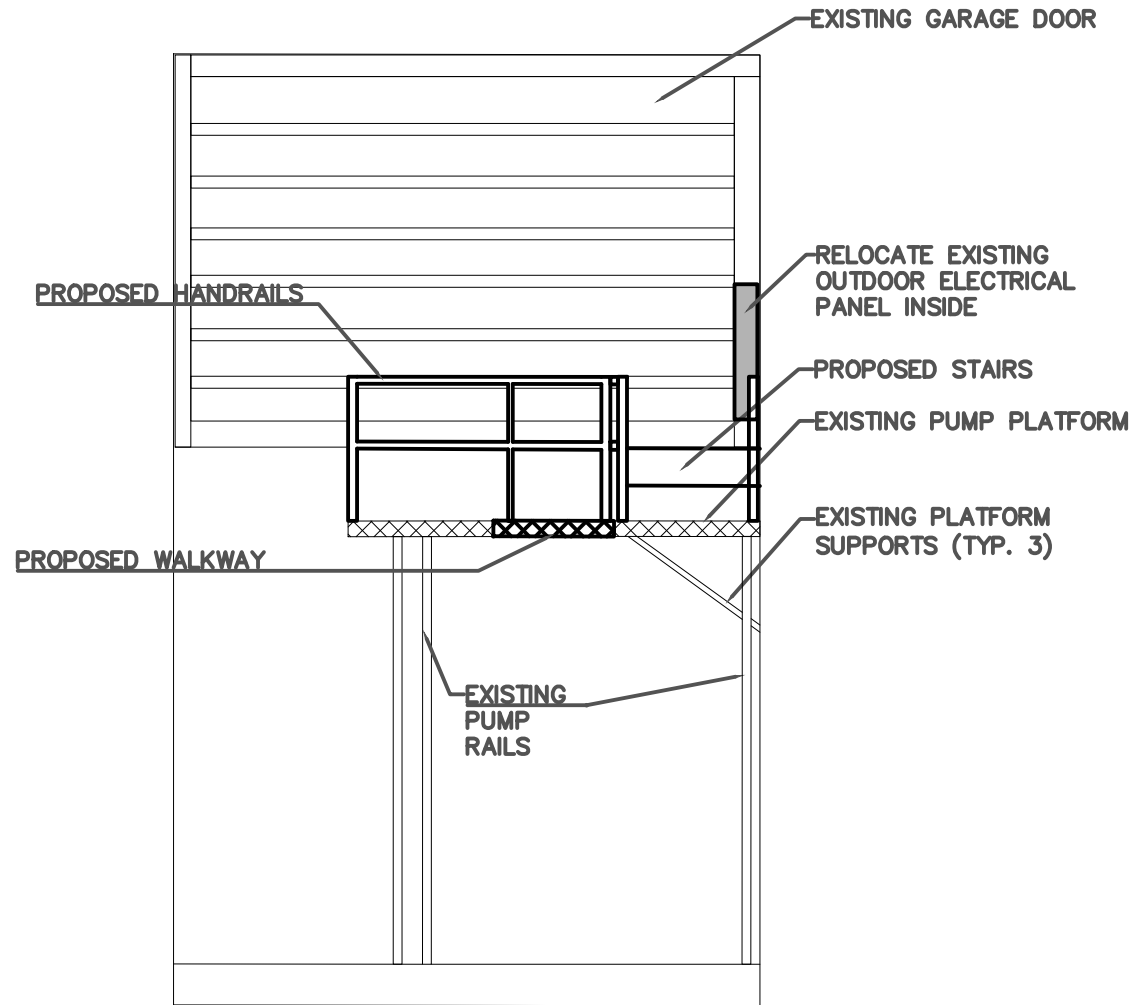 EXISTING GARAGE DOOR
RELOCATE EXISTING
OUTDOOR ELECTRICAL
PANEL INSIDE
PROPOSED HANDRAILS
PROPOSED STAIRS
EXISTING PUMP PLATFORM
EXISTING PLATFORM
SUPPORTS (TYP. 3)
PROPOSED WALKWAY
EXISTING
PUMP
RAILS